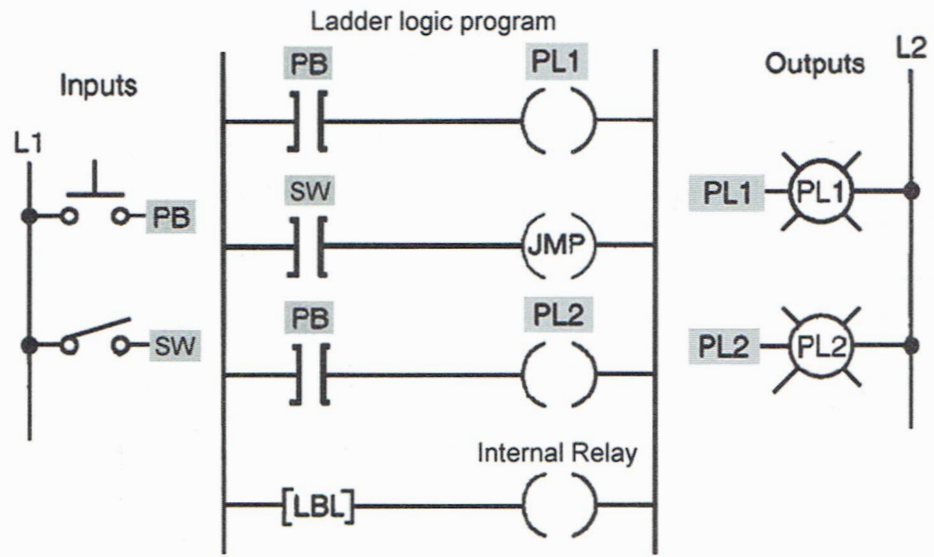 Ladder logic program
Inputs
L1
PB
SW
PB
PL1
SW
JMP
PB
PL2
Internal Relay
[LBL]
Outputs
L2
PL1
PL1
PL2
PL2